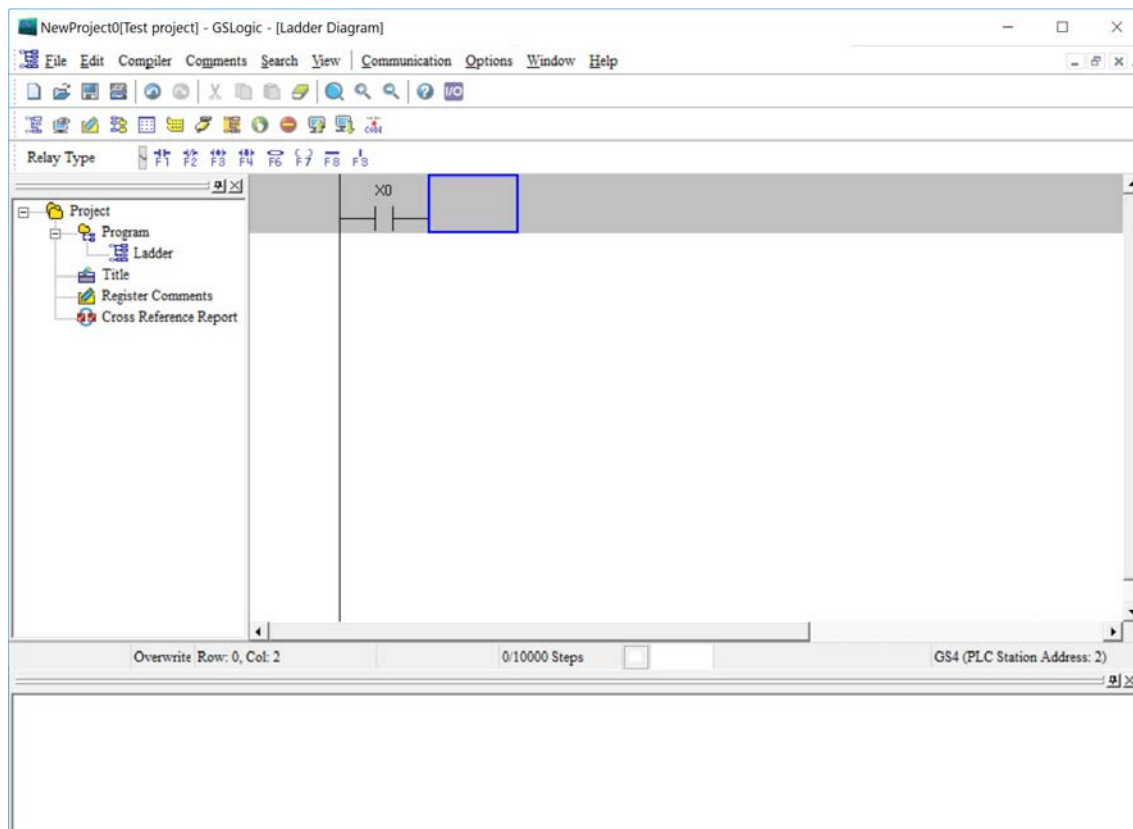 NewProject0[Test project] - GSLogic - [Ladder Diagram]
File Edit Compiler Comments Search View Communication Options Window Help
I/O
CODE
Relay Type F1 F2 F3 F4 F6 F7 F8 F9
Project
Program
Ladder
Title
Register Comments
Cross Reference Report
X0
Overwrite Row: 0, Col: 2 0/10000 Steps GS4 (PLC Station Address: 2)